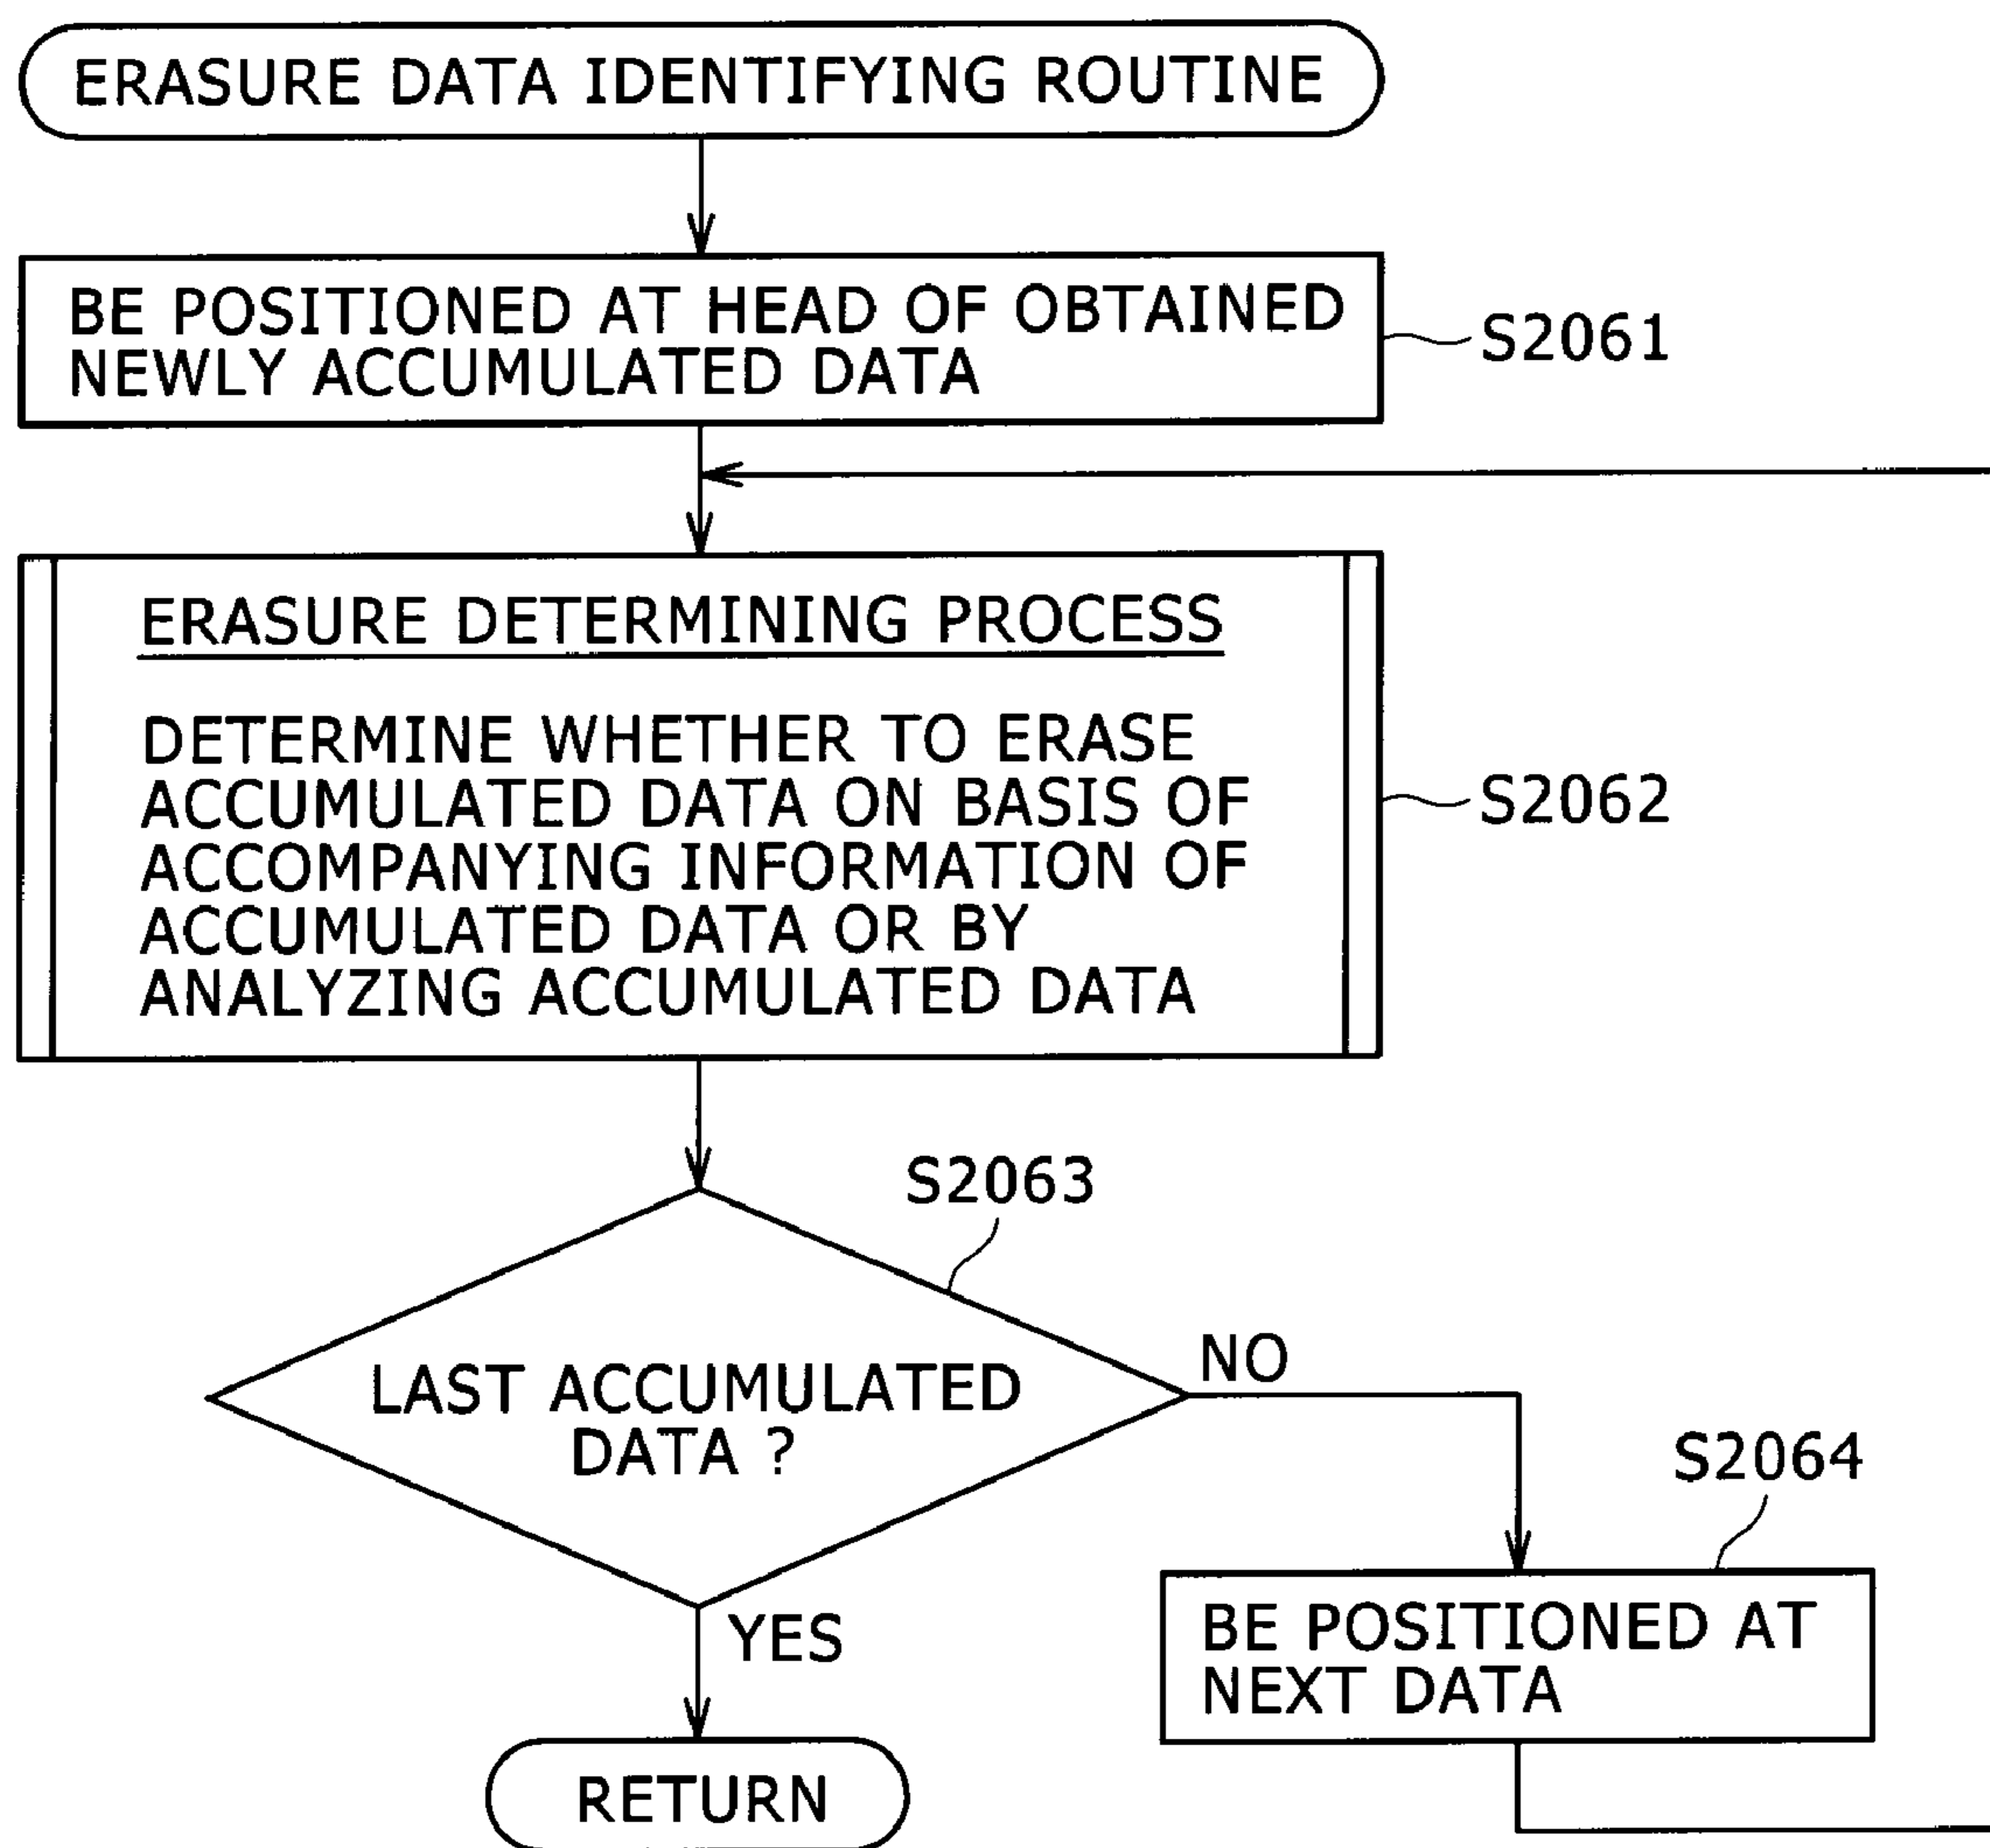 ERASURE DATA IDENTIFYING ROUTINE
BE POSITIONED AT HEAD OF OBTAINED
NEWLY ACCUMULATED DATA
S2061
ERASURE DETERMINING PROCESS
DETERMINE WHETHER TO ERASE
ACCUMULATED DATA ON BASIS OF
ACCOMPANYING INFORMATION OF
ACCUMULATED DATA OR BY
ANALYZING ACCUMULATED DATA
S2062
S2063
LAST ACCUMULATED
DATA ?
NO
S2064
BE POSITIONED AT
NEXT DATA
YES
RETURN